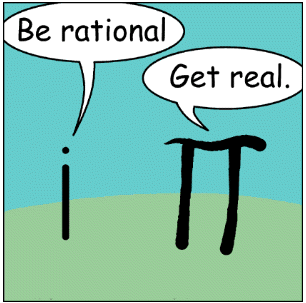 Be rational
Get real.
i
π